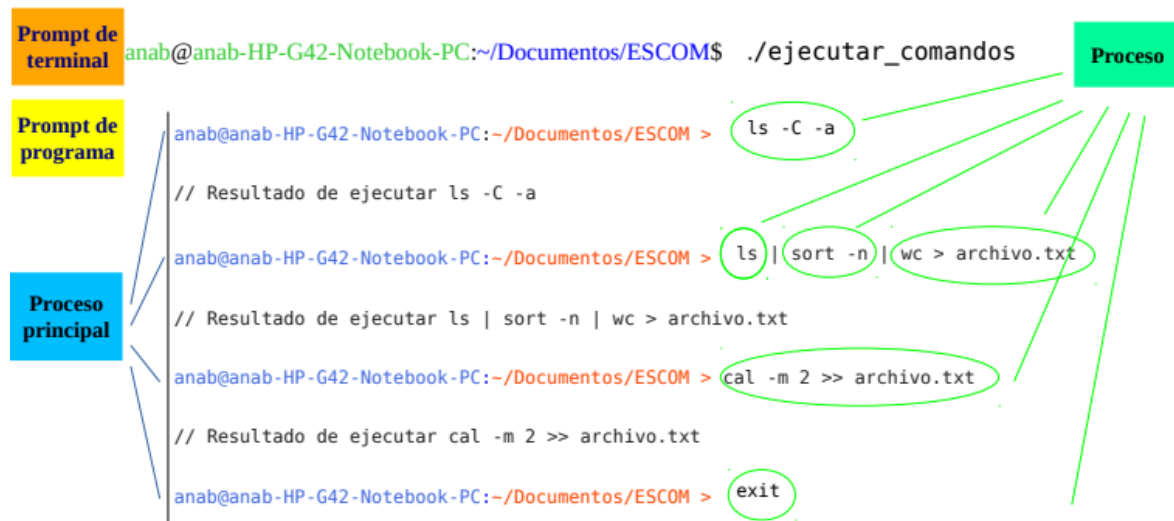 Prompt de
terminal
anab@anab-HP-G42-Notebook-PC:~/Documentos/ESCOM$ ./ejecutar_comandos
Proceso
Prompt de
programa
anab@anab-HP-G42-Notebook-PC:~/Documentos/ESCOM > ls -C -a
// Resultado de ejecutar ls -C -a
anab@anab-HP-G42-Notebook-PC:~/Documentos/ESCOM > ls | sort -n | wc > archivo.txt
Proceso
principal
// Resultado de ejecutar ls | sort -n | wc > archivo.txt
anab@anab-HP-G42-Notebook-PC:~/Documentos/ESCOM > cal -m 2 >> archivo.txt
// Resultado de ejecutar cal -m 2 >> archivo.txt
anab@anab-HP-G42-Notebook-PC:~/Documentos/ESCOM > exit